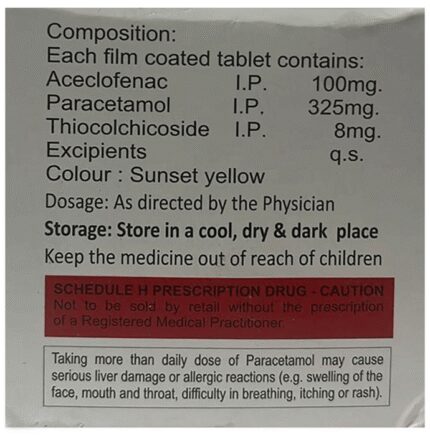 Composition:
Each film coated tablet contains:
Aceclofenac I.P. 100mg.
Paracetamol I.P. 325mg.
Thiocolchicoside I.P. 8mg.
Excipients q.s.
Colour : Sunset yellow
Dosage: As directed by the Physician
Storage: Store in a cool, dry & dark place
Keep the medicine out of reach of children
SCHEDULE H PRESCRIPTION DRUG - CAUTION
Not to be sold by retail without the prescription
of a Registered Medical Practitioner.
Taking more than daily dose of Paracetamol may cause
serious liver damage or allergic reactions (e.g. swelling of the
face, mouth and throat, difficulty in breathing, itching or rash).